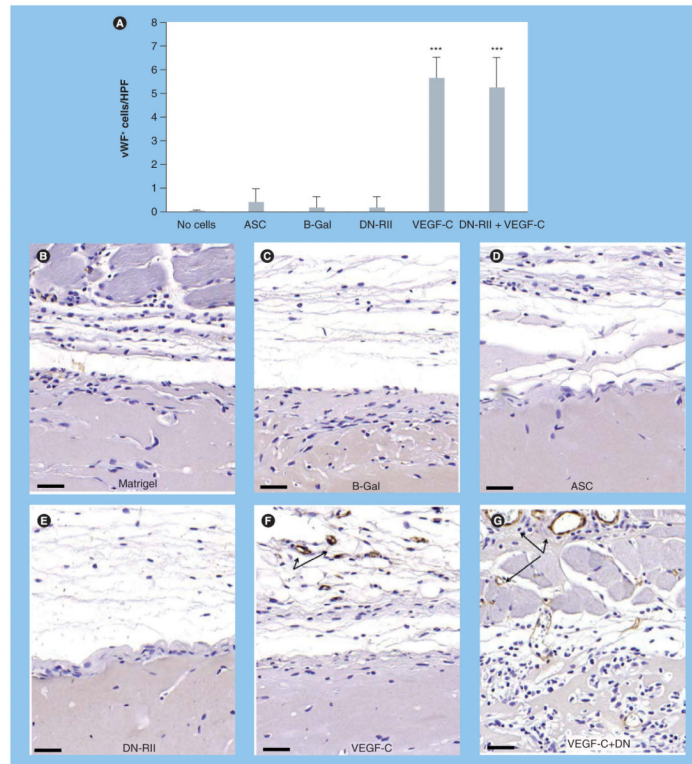 A
vWF+ cells/HPF
8
7
6
5
4
3
2
1
0
***
***
No cells ASC B-Gal DN-RII VEGF-C DN-RII + VEGF-C
B
C
D
Matrigel
B-Gal
ASC
E
F
G
DN-RII
VEGF-C
VEGF-C+DN